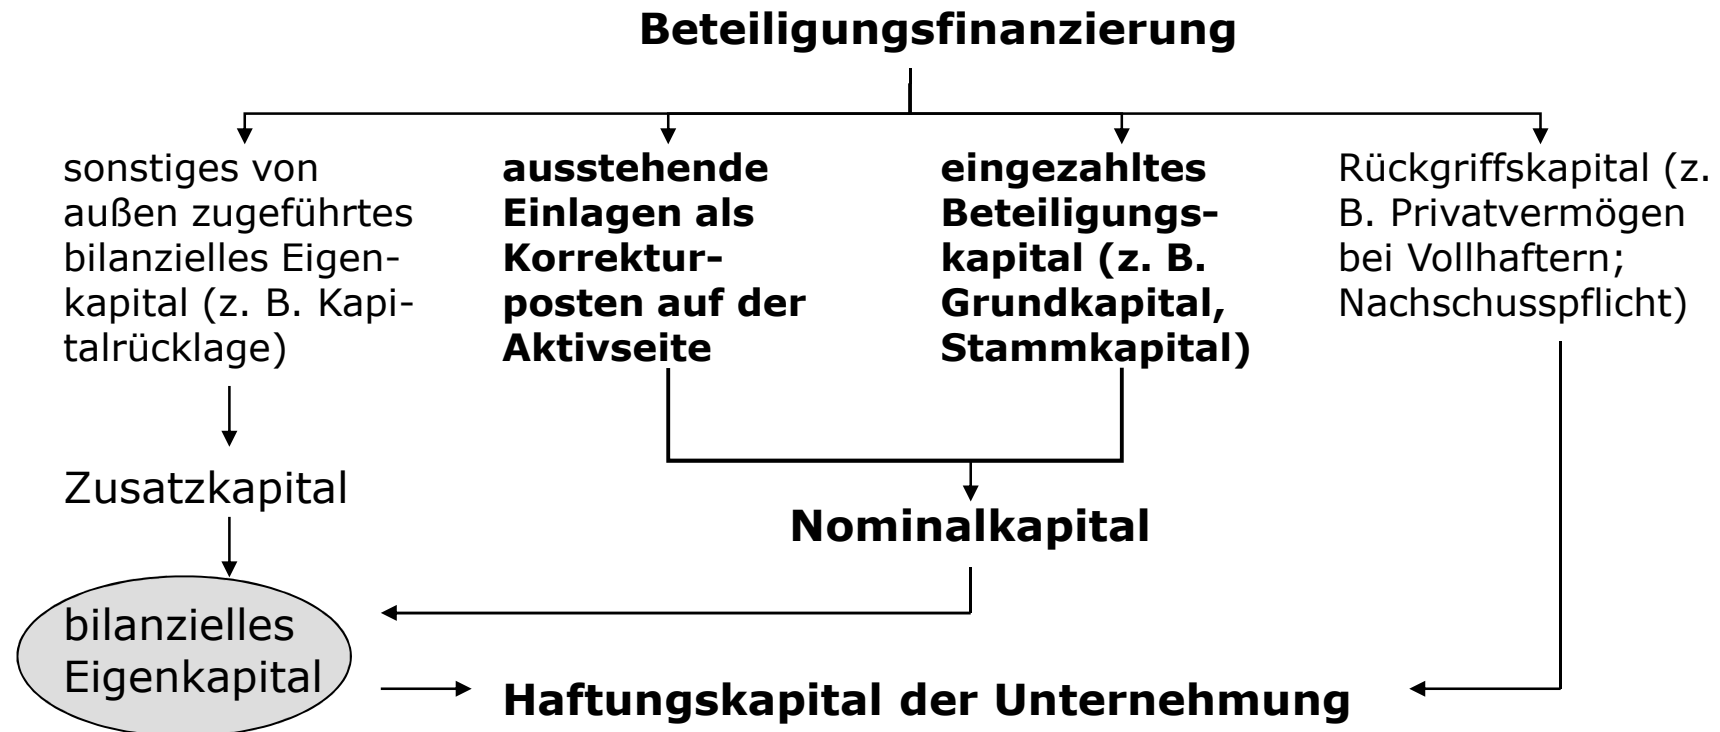 Beteiligungsfinanzierung
sonstiges von
außen zugeführtes
bilanzielles Eigen-
kapital (z. B. Kapi-
talrücklage)
ausstehende
Einlagen als
Korrektur-
posten auf der
Aktivseite
eingezahltes
Beteiligungs-
kapital (z. B.
Grundkapital,
Stammkapital)
Rückgriffskapital (z.
B. Privatvermögen
bei Vollhaftern;
Nachschusspflicht)
Zusatzkapital
Nominalkapital
bilanzielles
Eigenkapital
Haftungskapital der Unternehmung